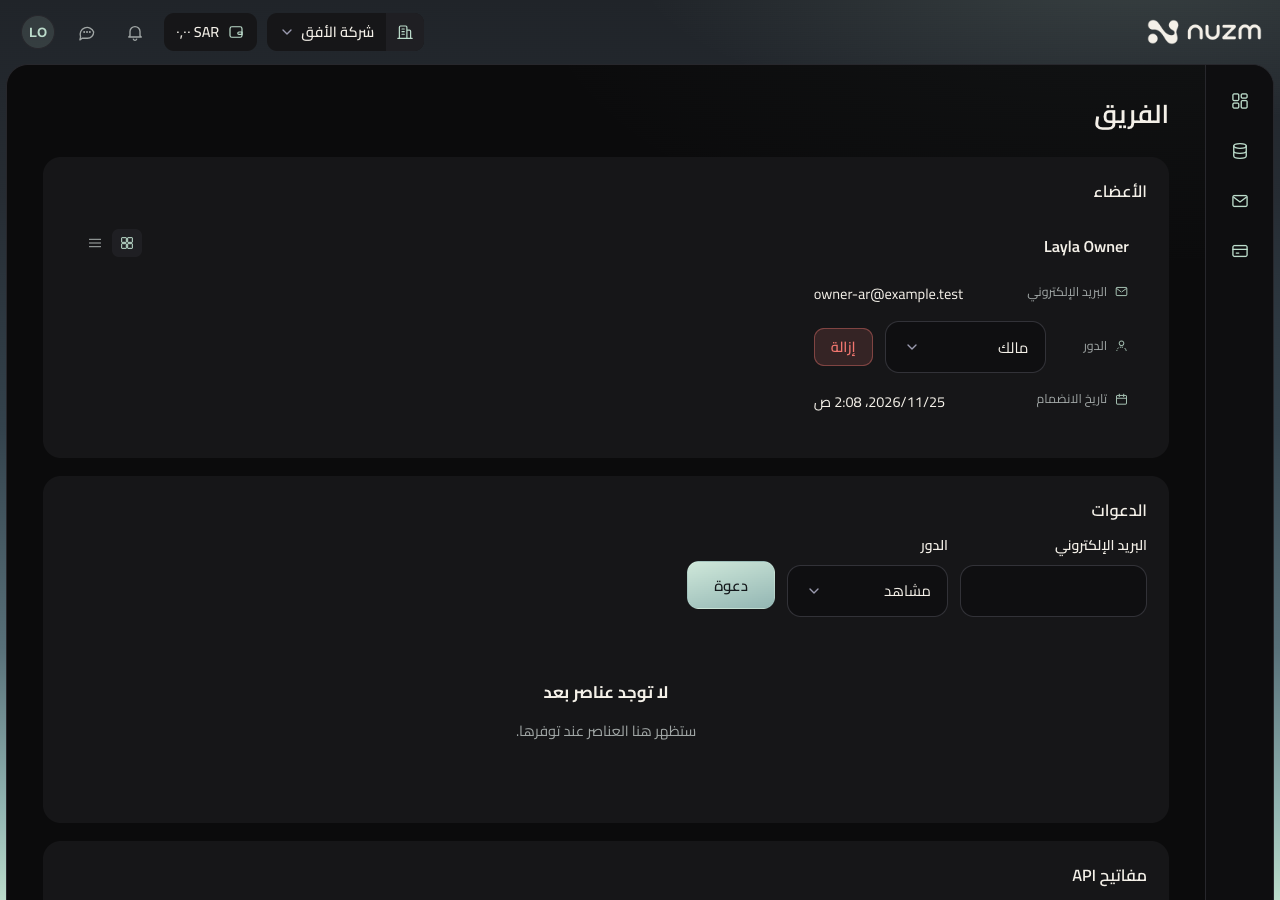 nuzm
شركة الأفق
٠٫٠٠ SAR
LO
الفريق
الأعضاء
Layla Owner
البريد الإلكتروني owner-ar@example.test
الدور مالك إزالة
تاريخ الانضمام 2026/11/25، 2:08 ص
الدعوات
البريد الإلكتروني الدور
مشاهد دعوة
لا توجد عناصر بعد
ستظهر هنا العناصر عند توفرها.
مفاتيح API